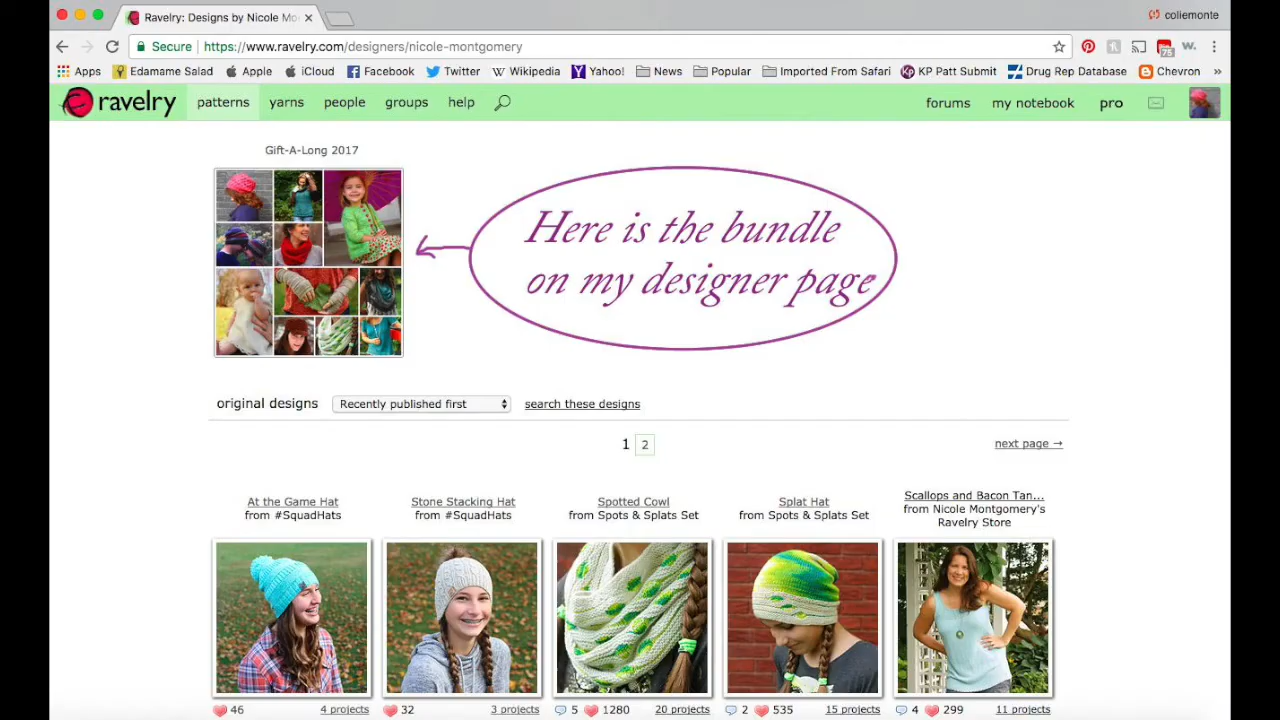 Ravelry: Designs by Nicole Mo
coliemonte
Secure https://www.ravelry.com/designers/nicole-montgomery
75
w.
Apps Edamame Salad Apple iCloud Facebook Twitter Wikipedia Yahoo! News Popular Imported From Safari KP Patt Submit Drug Rep Database Chevron »
ravelry patterns yarns people groups help forums my notebook pro
Gift-A-Long 2017
Here is the bundle
on my designer page
original designs Recently published first search these designs
1 2 next page →
At the Game Hat
from #SquadHats
Stone Stacking Hat
from #SquadHats
Spotted Cowl
from Spots & Splats Set
Splat Hat
from Spots & Splats Set
Scallops and Bacon Tan...
from Nicole Montgomery's
Ravelry Store
46 4 projects
32 3 projects
5 1280 20 projects
2 535 15 projects
4 299 11 projects